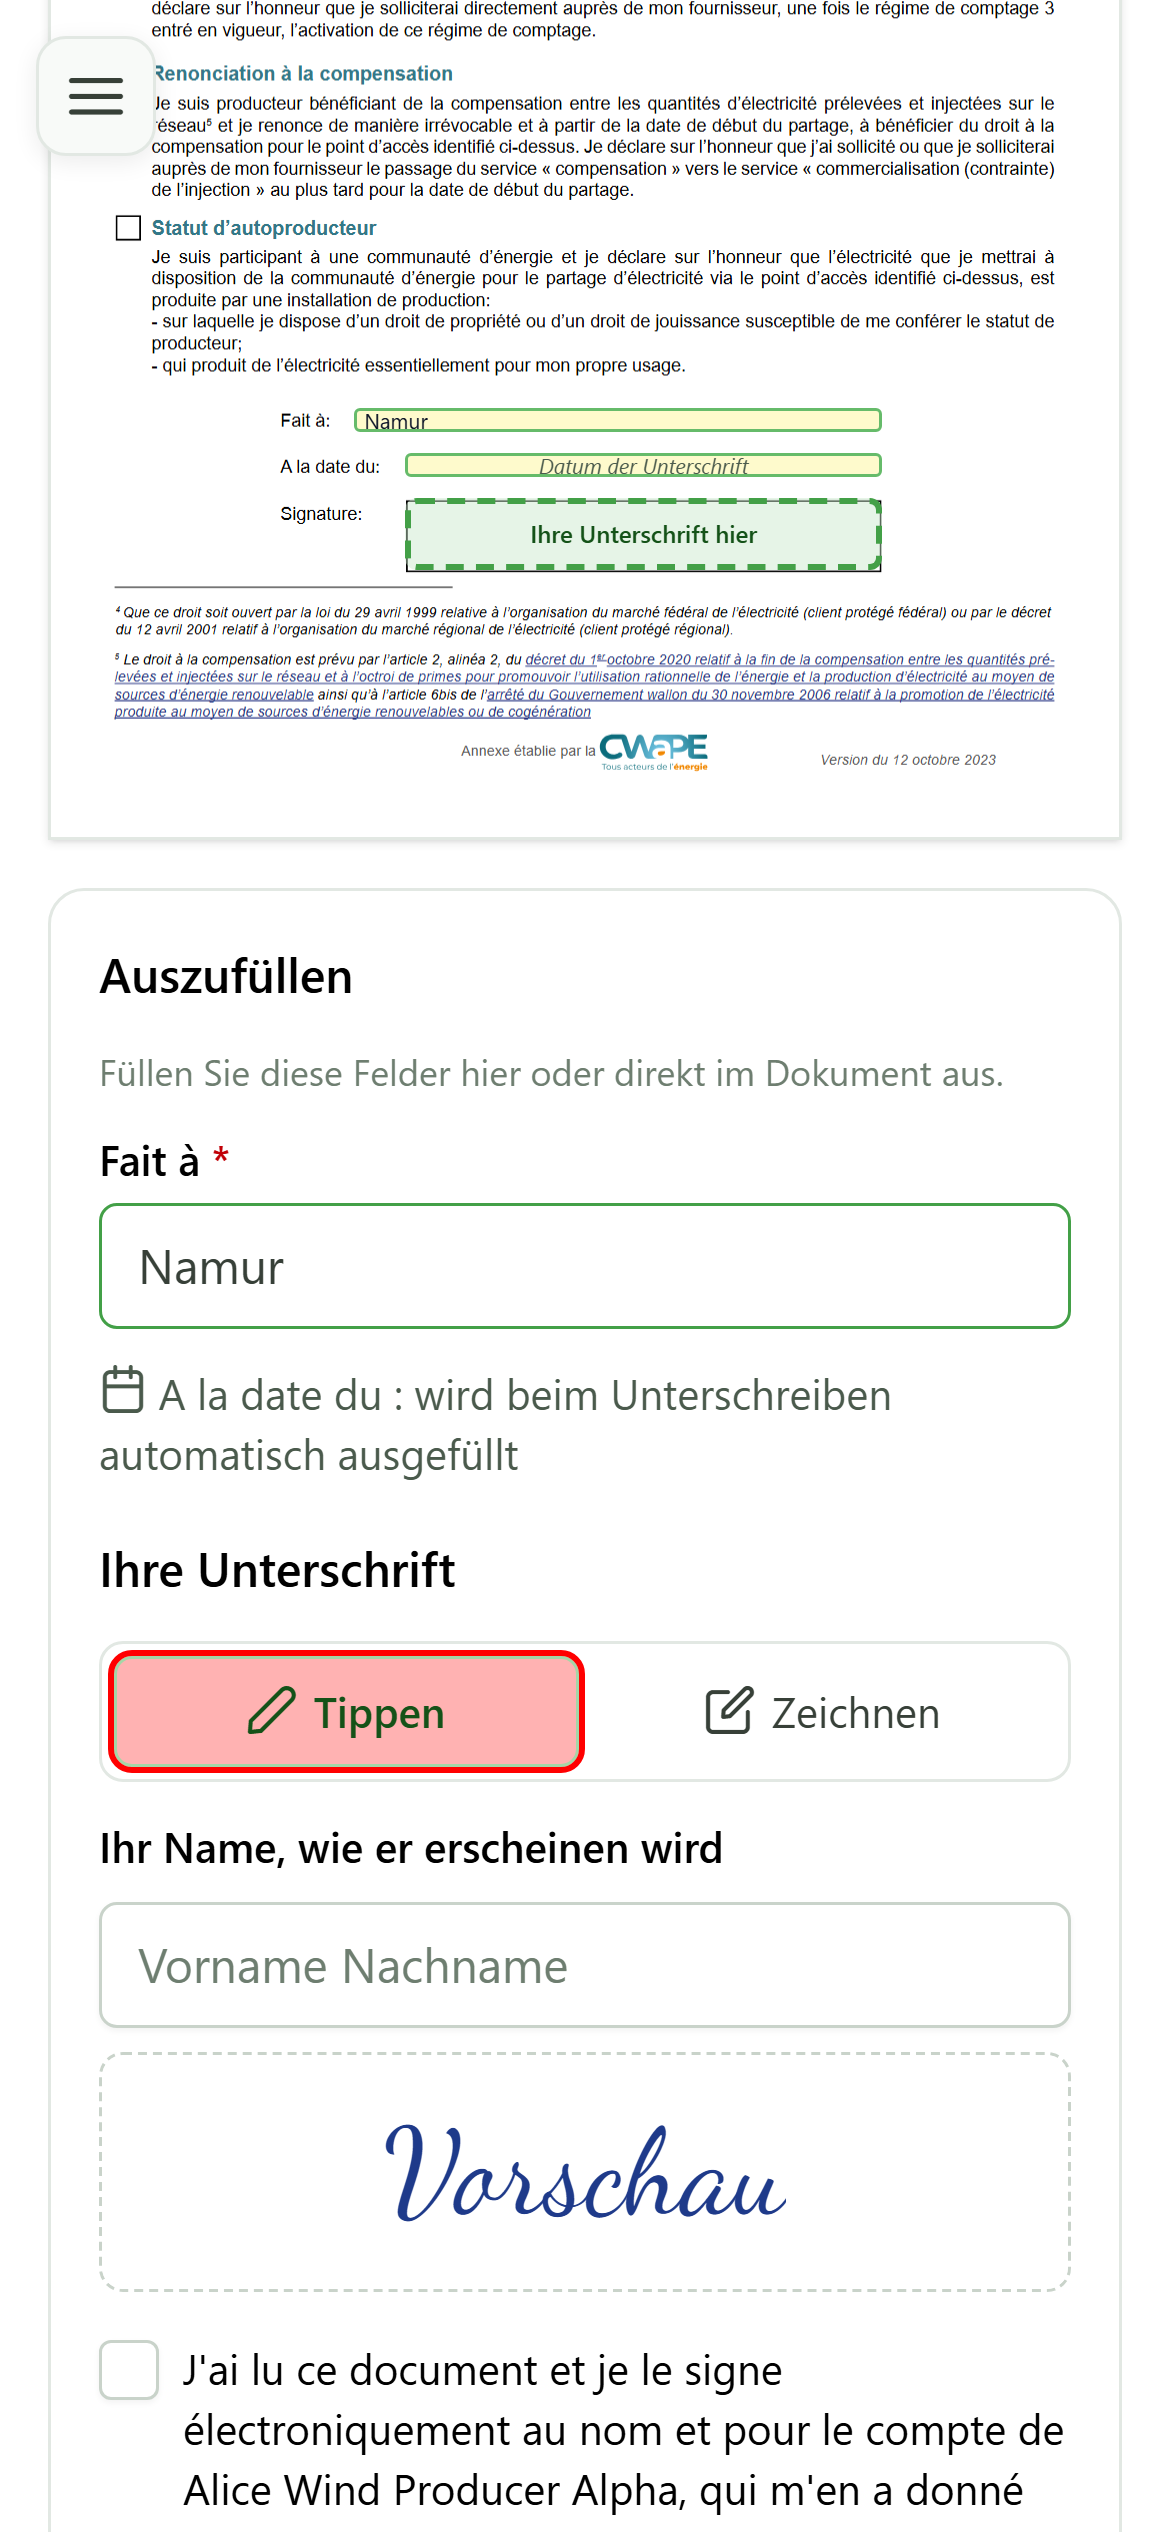 déclare sur l’honneur que je solliciterai directement auprès de mon fournisseur, une fois le régime de comptage 3
entré en vigueur, l’activation de ce régime de comptage.
Renonciation à la compensation
Je suis producteur bénéficiant de la compensation entre les quantités d’électricité prélevées et injectées sur le
réseau⁵ et je renonce de manière irrévocable et à partir de la date de début du partage, à bénéficier du droit à la
compensation pour le point d’accès identifié ci-dessus. Je déclare sur l’honneur que j’ai sollicité ou que je solliciterai
auprès de mon fournisseur le passage du service « compensation » vers le service « commercialisation (contrainte)
de l’injection » au plus tard pour la date de début du partage.
Statut d’autoproducteur
Je suis participant à une communauté d’énergie et je déclare sur l’honneur que l’électricité que je mettrai à
disposition de la communauté d’énergie pour le partage d’électricité via le point d’accès identifié ci-dessus, est
produite par une installation de production:
- sur laquelle je dispose d’un droit de propriété ou d’un droit de jouissance susceptible de me conférer le statut de
producteur;
- qui produit de l’électricité essentiellement pour mon propre usage.
Fait à: Namur
A la date du: Datum der Unterschrift
Signature: Ihre Unterschrift hier
⁴ Que ce droit soit ouvert par la loi du 29 avril 1999 relative à l’organisation du marché fédéral de l’électricité (client protégé fédéral) ou par le décret
du 12 avril 2001 relatif à l’organisation du marché régional de l’électricité (client protégé régional).
⁵ Le droit à la compensation est prévu par l’article 2, alinéa 2, du décret du 1er octobre 2020 relatif à la fin de la compensation entre les quantités pré-
levées et injectées sur le réseau et à l’octroi de primes pour promouvoir l’utilisation rationnelle de l’énergie et la production d’électricité au moyen de
sources d’énergie renouvelable ainsi qu’à l’article 6bis de l’arrêté du Gouvernement wallon du 30 novembre 2006 relatif à la promotion de l’électricité
produite au moyen de sources d’énergie renouvelables ou de cogénération
Annexe établie par la CWaPE
Tous acteurs de l’énergie
Version du 12 octobre 2023
Auszufüllen
Füllen Sie diese Felder hier oder direkt im Dokument aus.
Fait à *
Namur
A la date du : wird beim Unterschreiben
automatisch ausgefüllt
Ihre Unterschrift
Tippen
Zeichnen
Ihr Name, wie er erscheinen wird
Vorname Nachname
Vorschau
J'ai lu ce document et je le signe
électroniquement au nom et pour le compte de
Alice Wind Producer Alpha, qui m'en a donné